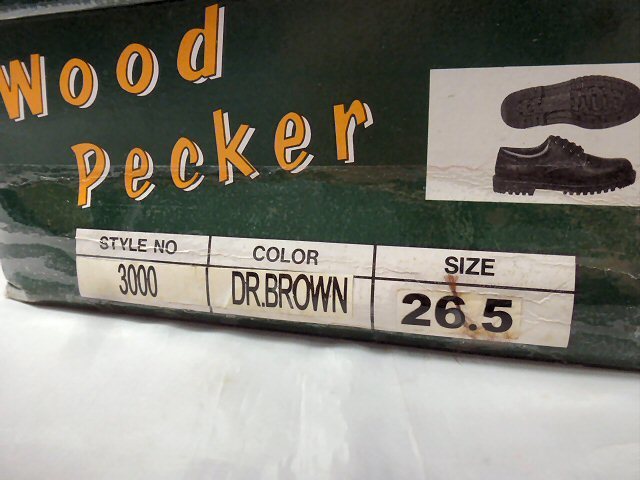 Wood
Pecker
STYLE NO COLOR SIZE
3000 DR.BROWN 26.5